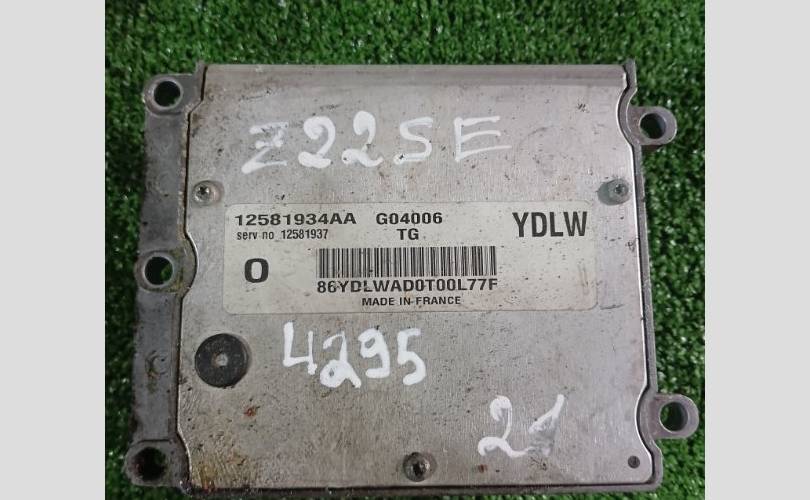 Z22SE
12581934AA G04006 YDLW
serv no 12581937 TG
O
86YDLWAD0T00L77F
MADE IN FRANCE
4295
21